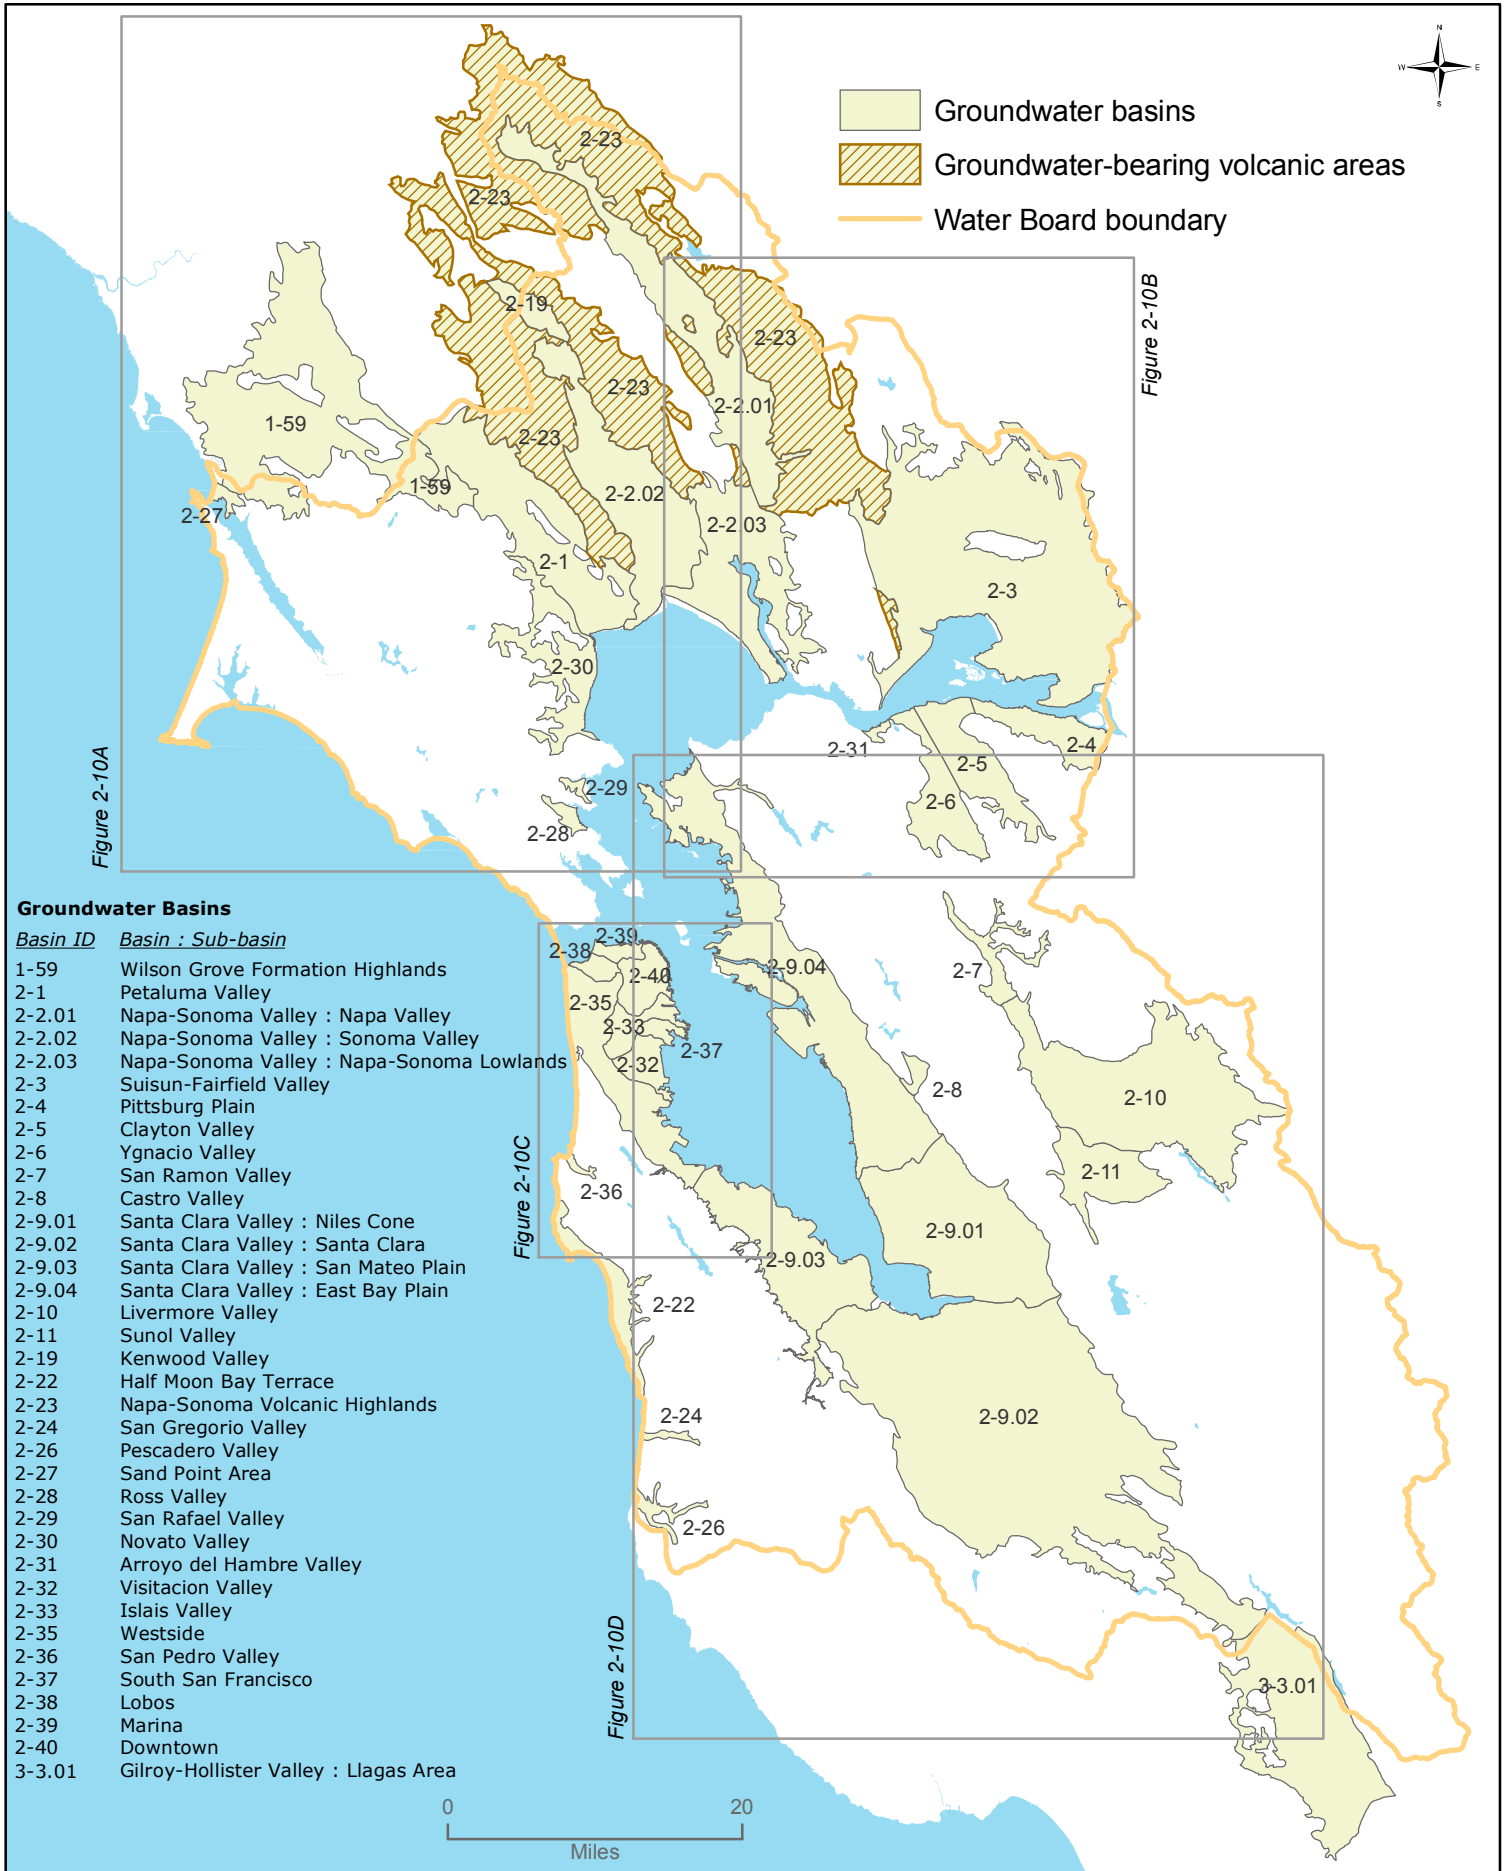 N
W E
S
Groundwater basins
Groundwater-bearing volcanic areas
Water Board boundary
2-23
2-23
2-19
2-23
2-23
2-2.01
1-59
2-23
1-59
2-2.02
2-27
2-2.03
2-1
2-3
2-30
2-31
2-4
2-5
2-29
2-6
2-28
Figure 2-10A
Figure 2-10B
2-39
2-38
2-40
2-9.04
2-7
2-35
2-33
2-37
2-32
2-8
2-10
2-11
2-36
2-9.01
2-9.03
2-22
2-24
2-9.02
2-26
3-3.01
Figure 2-10C
Figure 2-10D
Groundwater Basins
Basin ID Basin : Sub-basin
1-59 Wilson Grove Formation Highlands
2-1 Petaluma Valley
2-2.01 Napa-Sonoma Valley : Napa Valley
2-2.02 Napa-Sonoma Valley : Sonoma Valley
2-2.03 Napa-Sonoma Valley : Napa-Sonoma Lowlands
2-3 Suisun-Fairfield Valley
2-4 Pittsburg Plain
2-5 Clayton Valley
2-6 Ygnacio Valley
2-7 San Ramon Valley
2-8 Castro Valley
2-9.01 Santa Clara Valley : Niles Cone
2-9.02 Santa Clara Valley : Santa Clara
2-9.03 Santa Clara Valley : San Mateo Plain
2-9.04 Santa Clara Valley : East Bay Plain
2-10 Livermore Valley
2-11 Sunol Valley
2-19 Kenwood Valley
2-22 Half Moon Bay Terrace
2-23 Napa-Sonoma Volcanic Highlands
2-24 San Gregorio Valley
2-26 Pescadero Valley
2-27 Sand Point Area
2-28 Ross Valley
2-29 San Rafael Valley
2-30 Novato Valley
2-31 Arroyo del Hambre Valley
2-32 Visitacion Valley
2-33 Islais Valley
2-35 Westside
2-36 San Pedro Valley
2-37 South San Francisco
2-38 Lobos
2-39 Marina
2-40 Downtown
3-3.01 Gilroy-Hollister Valley : Llagas Area
0 20
Miles